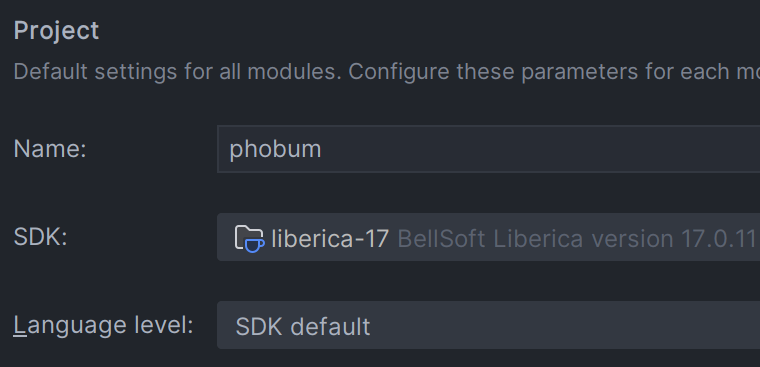 Project
Default settings for all modules. Configure these parameters for each
Name: phobum
SDK: liberica-17 BellSoft Liberica version 17.0.11
Language level: SDK default